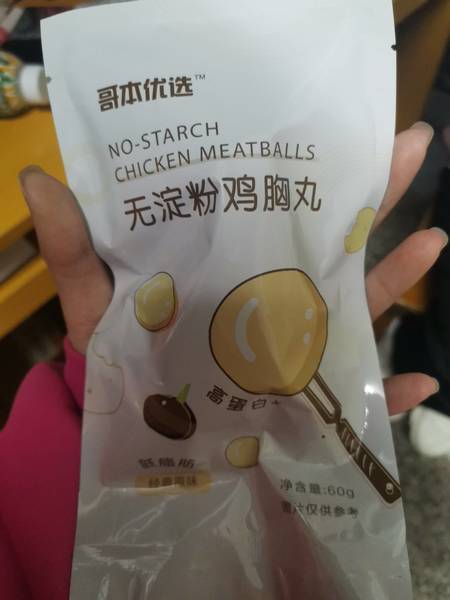 哥本优选™
NO-STARCH
CHICKEN MEATBALLS
无淀粉鸡胸丸
高蛋白+
低脂肪
经典原味
净含量:60g
图片仅供参考